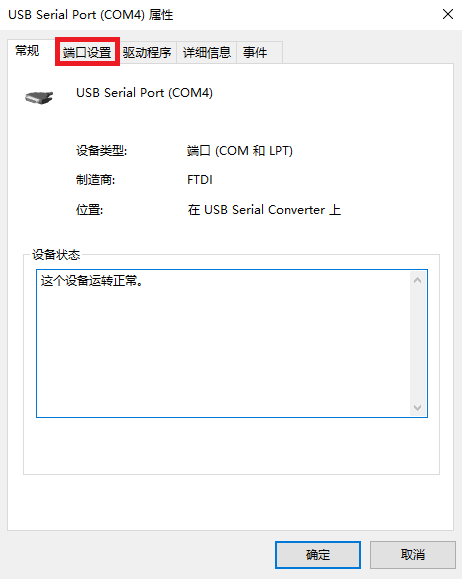 USB Serial Port (COM4) 属性
常规 端口设置 驱动程序 详细信息 事件
USB Serial Port (COM4)
设备类型: 端口 (COM 和 LPT)
制造商: FTDI
位置: 在 USB Serial Converter 上
设备状态
这个设备运转正常。
确定 取消